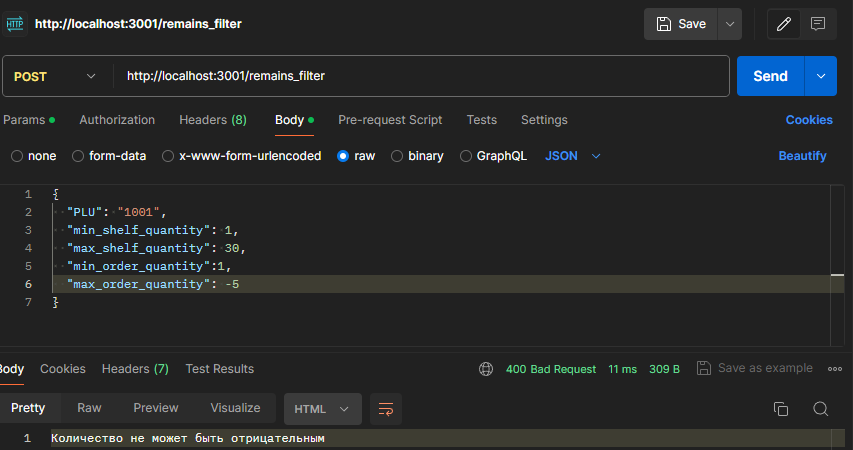 HTTP http://localhost:3001/remains_filter Save
POST http://localhost:3001/remains_filter Send
Params Authorization Headers (8) Body Pre-request Script Tests Settings Cookies
none form-data x-www-form-urlencoded raw binary GraphQL JSON Beautify
1 {
2 "PLU": "1001",
3 "min_shelf_quantity": 1,
4 "max_shelf_quantity": 30,
5 "min_order_quantity":1,
6 "max_order_quantity": -5
7 }
Body Cookies Headers (7) Test Results 400 Bad Request 11 ms 309 B Save as example
Pretty Raw Preview Visualize HTML
1 Количество не может быть отрицательным